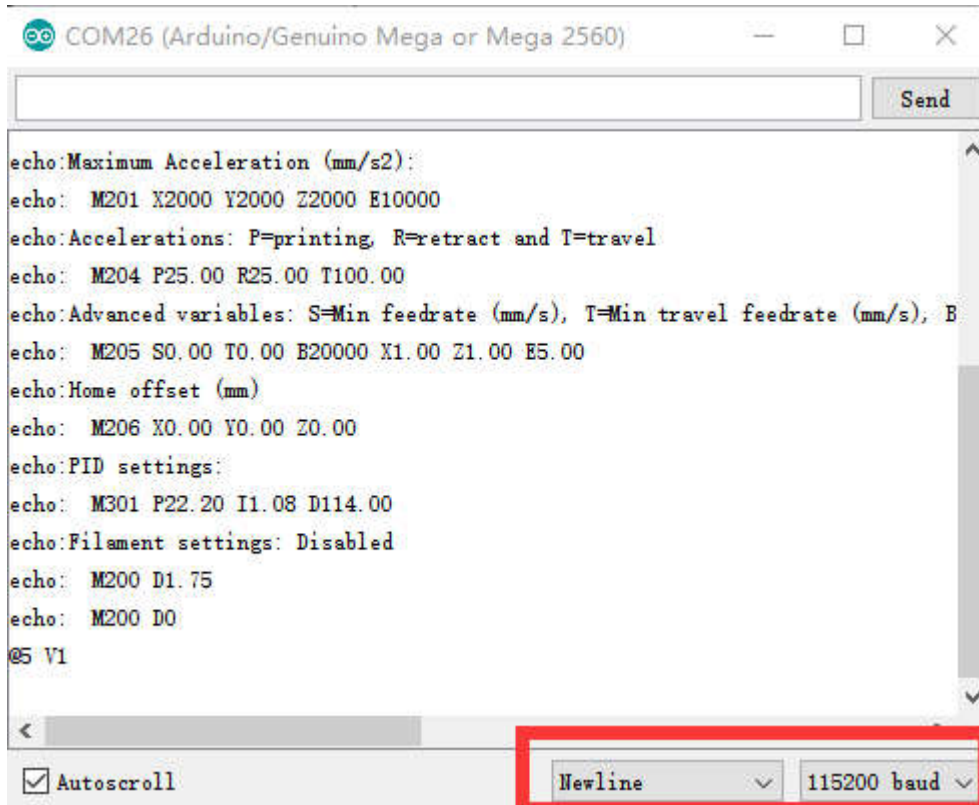 COM26 (Arduino/Genuino Mega or Mega 2560)
Send
echo:Maximum Acceleration (mm/s2):
echo:  M201 X2000 Y2000 Z2000 E10000
echo:Accelerations: P=printing, R=retract and T=travel
echo:  M204 P25.00 R25.00 T100.00
echo:Advanced variables: S=Min feedrate (mm/s), T=Min travel feedrate (mm/s), B
echo:  M205 S0.00 T0.00 B20000 X1.00 Z1.00 E5.00
echo:Home offset (mm)
echo:  M206 X0.00 Y0.00 Z0.00
echo:PID settings:
echo:  M301 P22.20 I1.08 D114.00
echo:Filament settings: Disabled
echo:  M200 D1.75
echo:  M200 D0
@5 V1
Autoscroll
Newline
115200 baud